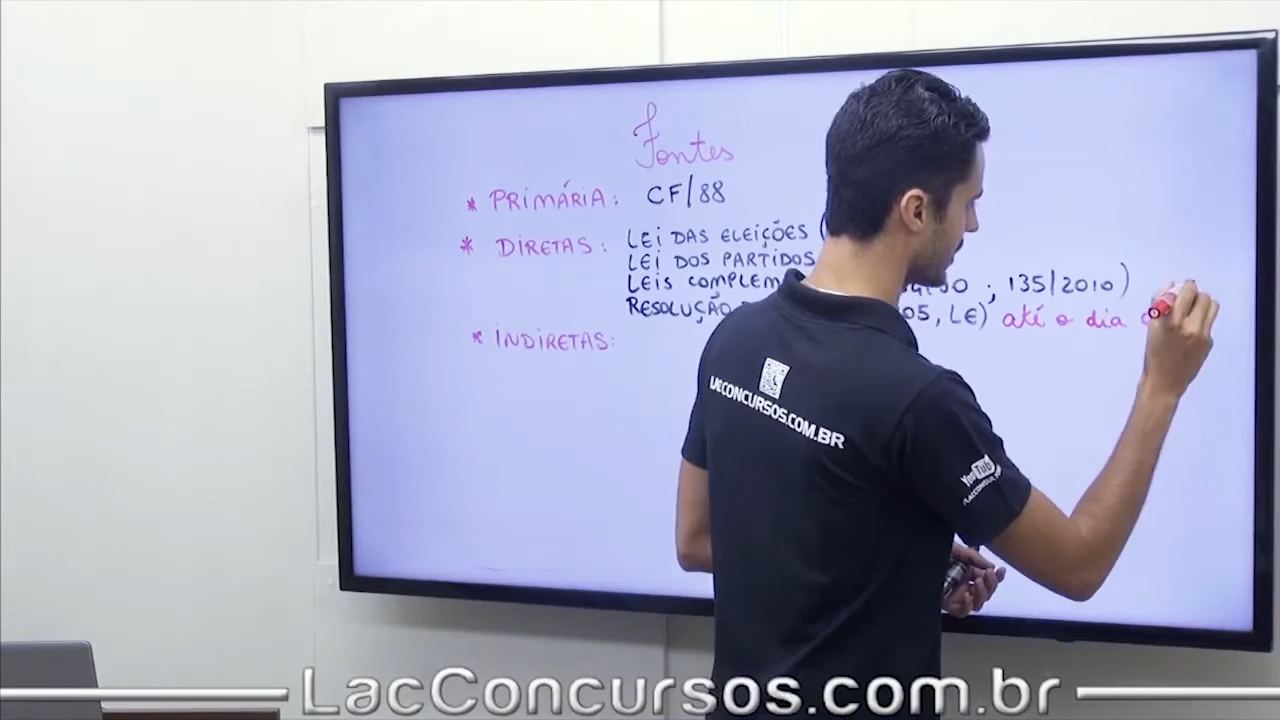 Fontes
* PRIMÁRIA: CF/88
* DIRETAS: LEI DAS ELEIÇÕES (
LEI DOS PARTIDOS
LEIS COMPLEM ; 135/2010)
RESOLUÇÃO 05, LE) até o dia
* INDIRETAS:
LACCONCURSOS.COM.BR
YouTube
LacConcursos.com.br